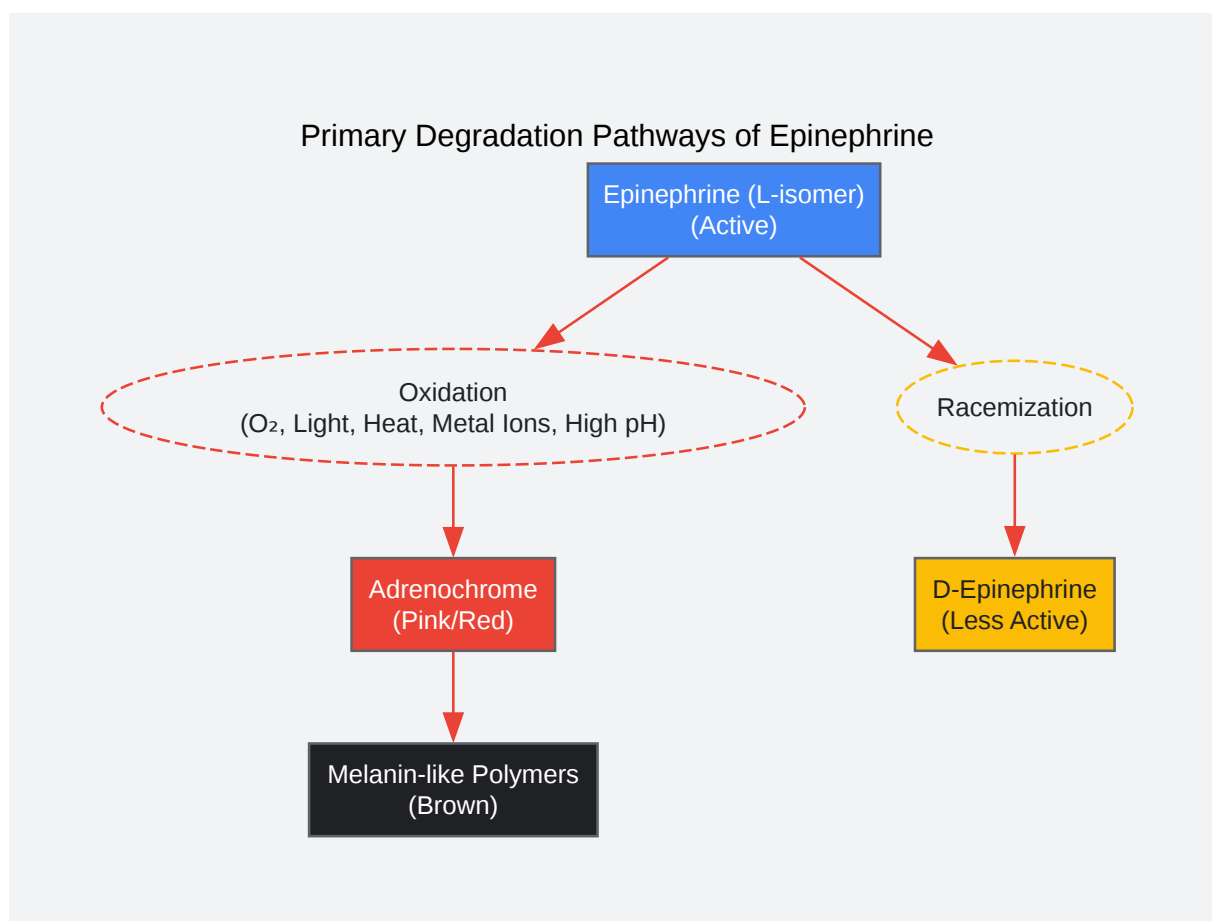 Primary Degradation Pathways of Epinephrine
Epinephrine (L-isomer)
(Active)
Oxidation
(O₂, Light, Heat, Metal Ions, High pH)
Racemization
Adrenochrome
(Pink/Red)
D-Epinephrine
(Less Active)
Melanin-like Polymers
(Brown)